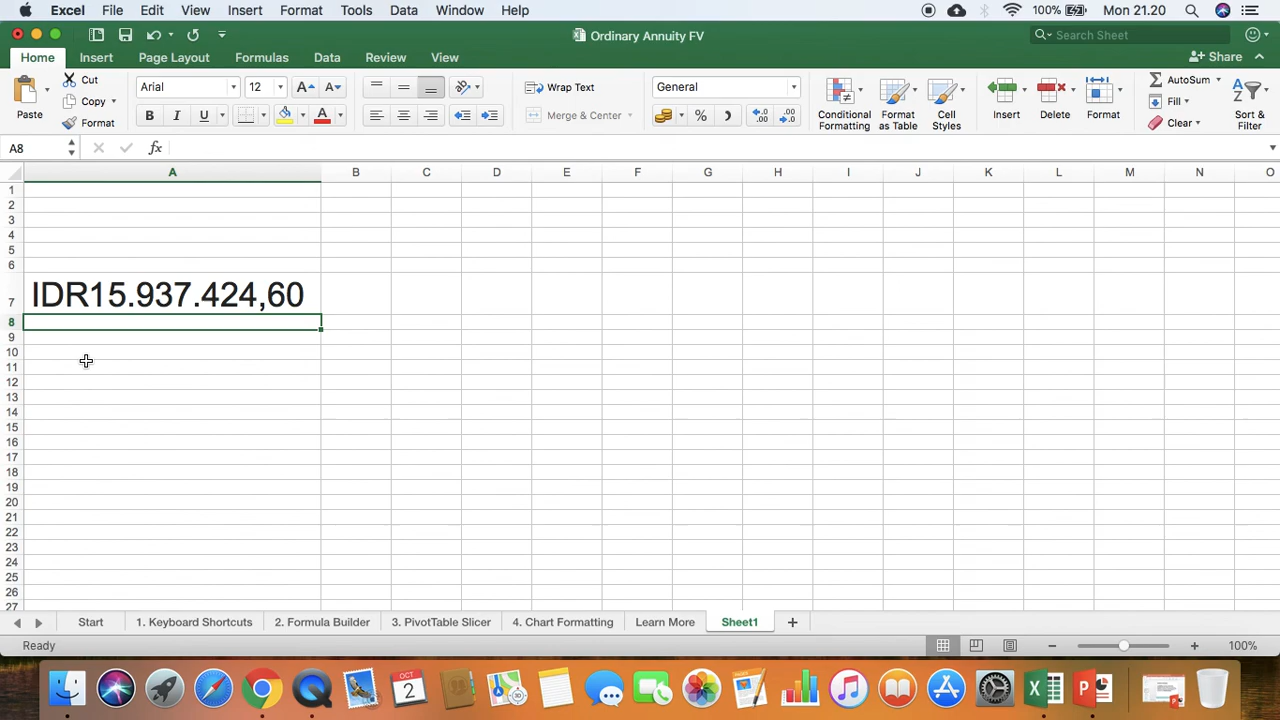 Excel File Edit View Insert Format Tools Data Window Help 100% Mon 21.20
Ordinary Annuity FV Search Sheet
Home Insert Page Layout Formulas Data Review View Share
Paste Cut Copy Format Arial 12 Wrap Text Merge & Center General Conditional Formatting Format as Table Cell Styles Insert Delete Format AutoSum Fill Clear Sort & Filter
A8 fx
A B C D E F G H I J K L M N O
1
2
3
4
5
6
7 IDR15.937.424,60
8
9
10
11
12
13
14
15
16
17
18
19
20
21
22
23
24
25
26
27
Start 1. Keyboard Shortcuts 2. Formula Builder 3. PivotTable Slicer 4. Chart Formatting Learn More Sheet1
Ready 100%
OCT 2